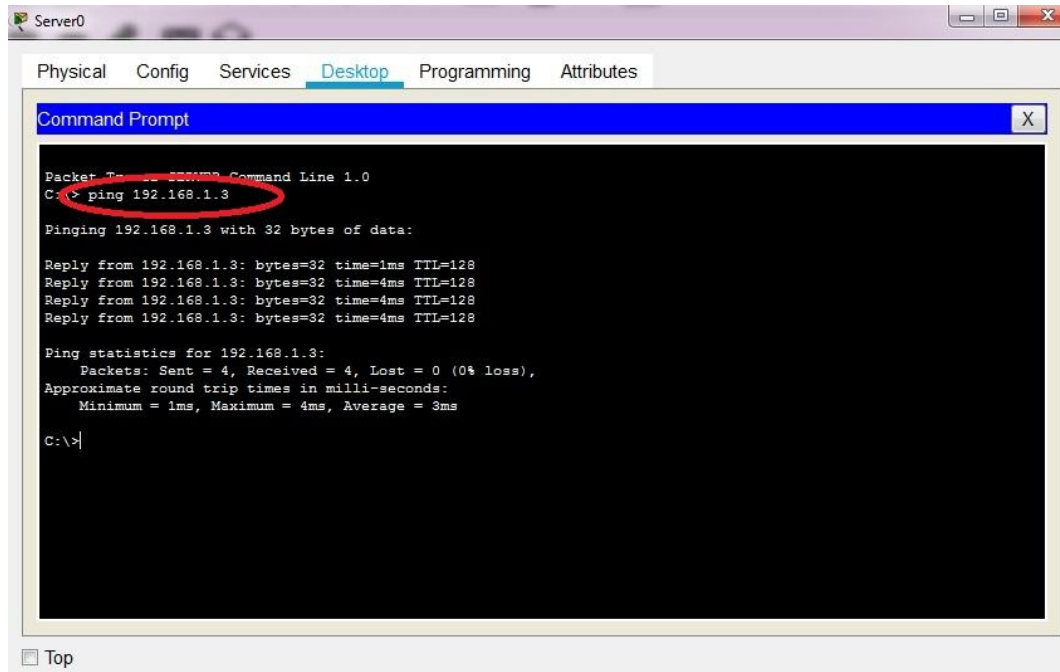 Server0
Physical Config Services Desktop Programming Attributes
Command Prompt X
Packet Command Line 1.0
C:\> ping 192.168.1.3
Pinging 192.168.1.3 with 32 bytes of data:
Reply from 192.168.1.3: bytes=32 time=1ms TTL=128
Reply from 192.168.1.3: bytes=32 time=4ms TTL=128
Reply from 192.168.1.3: bytes=32 time=4ms TTL=128
Reply from 192.168.1.3: bytes=32 time=4ms TTL=128
Ping statistics for 192.168.1.3:
Packets: Sent = 4, Received = 4, Lost = 0 (0% loss),
Approximate round trip times in milli-seconds:
Minimum = 1ms, Maximum = 4ms, Average = 3ms
C:\>
Top